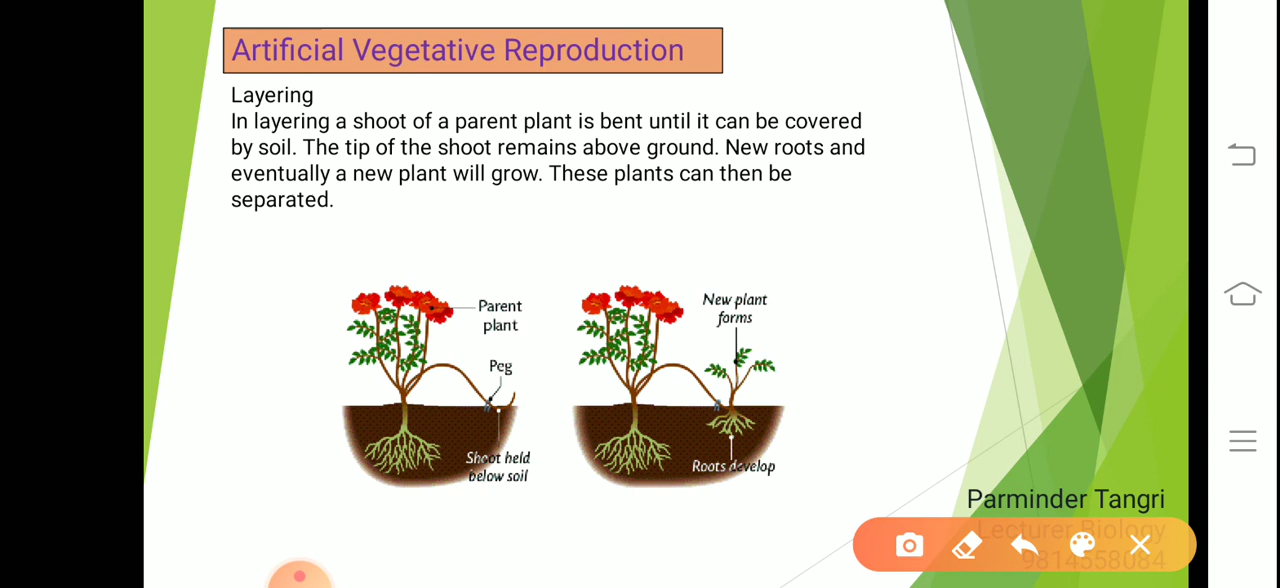 Artificial Vegetative Reproduction
Layering
In layering a shoot of a parent plant is bent until it can be covered
by soil. The tip of the shoot remains above ground. New roots and
eventually a new plant will grow. These plants can then be
separated.
Parent
plant
Peg
Shoot held
below soil
New plant
forms
Roots develop
Parminder Tangri
Lecturer Biology
9814558084